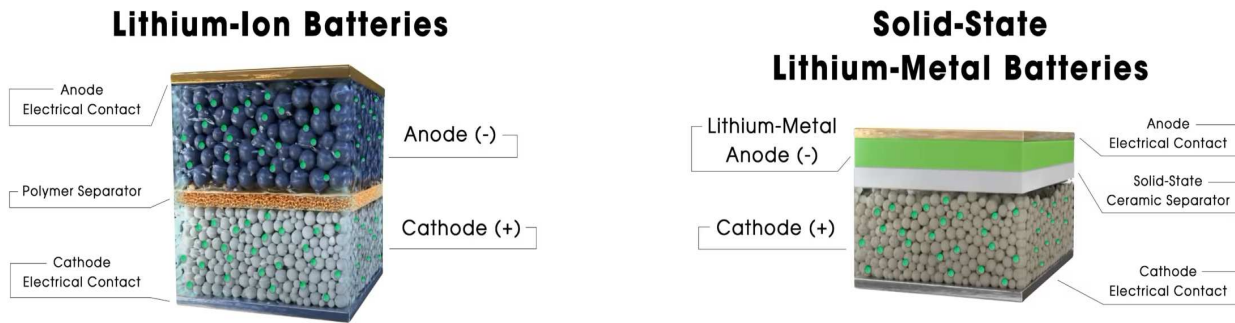 Lithium-Ion Batteries
Anode
Electrical Contact
Anode (-)
Polymer Separator
Cathode (+)
Cathode
Electrical Contact
Solid-State
Lithium-Metal Batteries
Lithium-Metal
Anode (-)
Anode
Electrical Contact
Solid-State
Ceramic Separator
Cathode (+)
Cathode
Electrical Contact